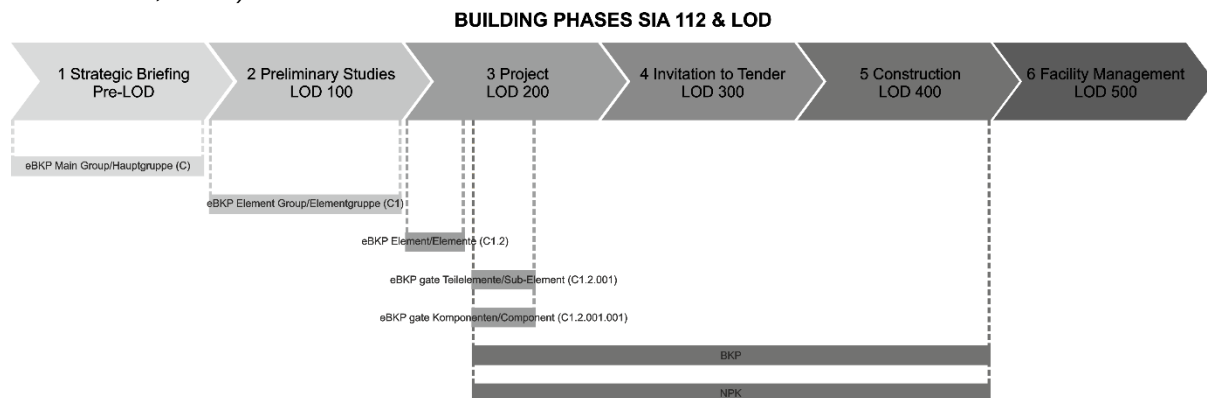 BUILDING PHASES SIA 112 & LOD
1 Strategic Briefing
Pre-LOD
2 Preliminary Studies
LOD 100
3 Project
LOD 200
4 Invitation to Tender
LOD 300
5 Construction
LOD 400
6 Facility Management
LOD 500
eBKP Main Group/Hauptgruppe (C)
eBKP Element Group/Elementgruppe (C1)
eBKP Element/Elemente (C1.2)
eBKP gate Teilelemente/Sub-Element (C1.2.001)
eBKP gate Komponenten/Component (C1.2.001.001)
BKP
NPK